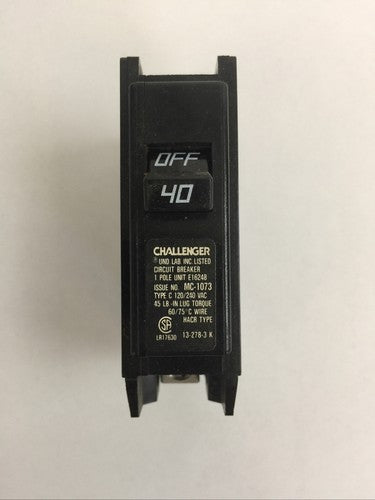 OFF
40
CHALLENGER
® UND LAB INC LISTED
CIRCUIT BREAKER
1 POLE UNIT E16248
ISSUE NO. MC-1073
TYPE C 120/240 VAC
45 LB-IN LUG TORQUE
60/75°C WIRE
HACR TYPE
SA
LR17630
13-278-3 K